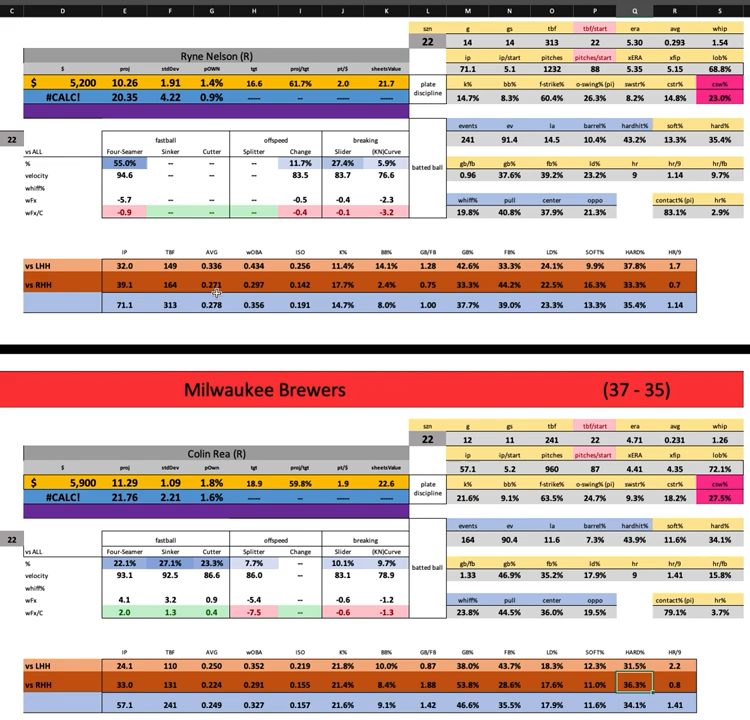 C D E F G H I J K L M N O P Q R S
szn g gs tbf tbf/start era avg whip
22 14 14 313 22 5.30 0.293 1.54
Ryne Nelson (R) ip ip/start pitches pitches/start xERA xfip lob%
71.1 5.1 1232 88 5.35 5.15 68.8%
$ proj stdDev pOWN tgt proj/tgt pt/$ sheetsValue
$ 5,200 10.26 1.91 1.4% 16.6 61.7% 2.0 21.7 plate discipline k% bb% f-strike% o-swing% (pi) swstr% cstr% csw%
#CALC! 20.35 4.22 0.9% ---- -- ---- 14.7% 8.3% 60.4% 26.3% 8.2% 14.8% 23.0%
events ev la barrel% hardhit% soft% hard%
22 fastball offspeed breaking 241 91.4 14.5 10.4% 43.2% 13.3% 35.4%
vs ALL Four-Seamer Sinker Cutter Splitter Change Slider (KN)Curve
% 55.0% -- -- -- 11.7% 27.4% 5.9% batted ball gb/fb gb% fb% ld% hr hr/9 hr/fb
velocity 94.6 -- -- -- 83.5 83.7 76.6 0.96 37.6% 39.2% 23.2% 9 1.14 9.7%
whiff%
wFx -5.7 -- -- -- -0.5 -0.4 -2.3 whiff% pull center oppo contact% (pi) hr%
wFx/C -0.9 -- -- -- -0.4 -0.1 -3.2 19.8% 40.8% 37.9% 21.3% 83.1% 2.9%
IP TBF AVG wOBA ISO K% BB% GB/FB GB% FB% LD% SOFT% HARD% HR/9
vs LHH 32.0 149 0.336 0.434 0.256 11.4% 14.1% 1.28 42.6% 33.3% 24.1% 9.9% 37.8% 1.7
vs RHH 39.1 164 0.271 0.297 0.142 17.7% 2.4% 0.75 33.3% 44.2% 22.5% 16.3% 33.3% 0.7
71.1 313 0.278 0.356 0.191 14.7% 8.0% 1.00 37.7% 39.0% 23.3% 13.3% 35.4% 1.14
Milwaukee Brewers (37 - 35)
szn g gs tbf tbf/start era avg whip
22 12 11 241 22 4.71 0.231 1.26
Colin Rea (R) ip ip/start pitches pitches/start xERA xfip lob%
57.1 5.2 960 87 4.41 4.35 72.1%
$ proj stdDev pOwn tgt proj/tgt pt/$ sheetsValue
$ 5,900 11.29 1.09 1.8% 18.9 59.8% 1.9 22.6 plate discipline k% bb% f-strike% o-swing% (pi) swstr% cstr% csw%
#CALC! 21.76 2.21 1.6% ---- -- ---- 21.6% 9.1% 63.5% 24.7% 9.3% 18.2% 27.5%
events ev la barrel% hardhit% soft% hard%
22 fastball offspeed breaking 164 90.4 11.6 7.3% 43.9% 11.6% 34.1%
vs ALL Four-Seamer Sinker Cutter Splitter Change Slider (KN)Curve
% 22.1% 27.1% 23.3% 7.7% -- 10.1% 9.7% batted ball gb/fb gb% fb% ld% hr hr/9 hr/fb
velocity 93.1 92.5 86.6 86.0 -- 83.1 78.9 1.33 46.9% 35.2% 17.9% 9 1.41 15.8%
whiff%
wFx 4.1 3.2 0.9 -5.4 -- -0.6 -1.2 whiff% pull center oppo contact% (pi) hr%
wFx/C 2.0 1.3 0.4 -7.5 -- -0.6 -1.3 23.8% 44.5% 36.0% 19.5% 79.1% 3.7%
IP TBF AVG wOBA ISO K% BB% GB/FB GB% FB% LD% SOFT% HARD% HR/9
vs LHH 24.1 110 0.250 0.352 0.219 21.8% 10.0% 0.87 38.0% 43.7% 18.3% 12.3% 31.5% 2.2
vs RHH 33.0 131 0.224 0.291 0.155 21.4% 8.4% 1.88 53.8% 28.6% 17.6% 11.0% 36.3% 0.8
57.1 241 0.249 0.327 0.157 21.6% 9.1% 1.42 46.6% 35.5% 17.9% 11.6% 34.1% 1.41